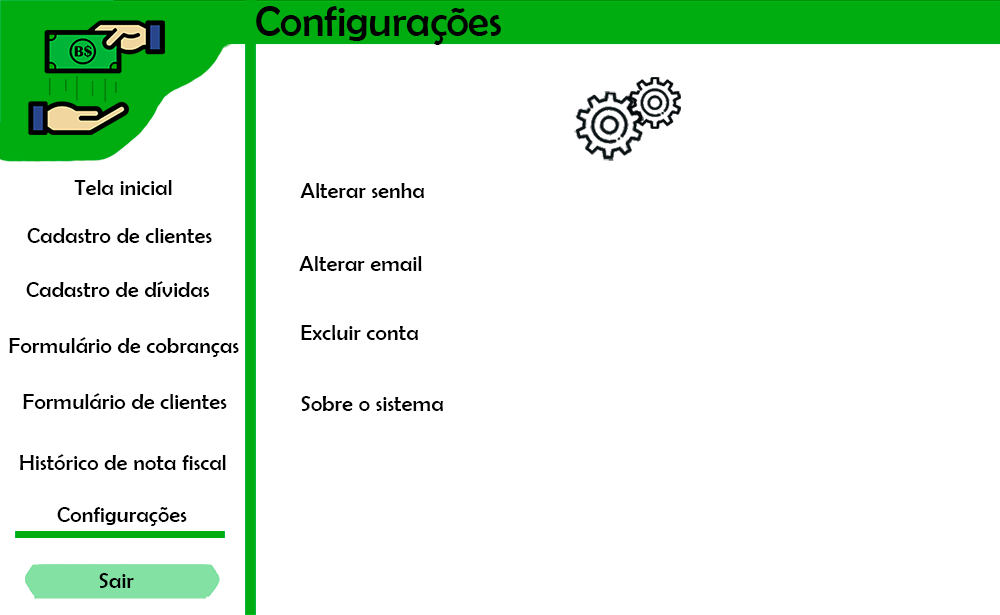 Configurações
B$
Tela inicial
Cadastro de clientes
Cadastro de dívidas
Formulário de cobranças
Formulário de clientes
Histórico de nota fiscal
Configurações
Sair
Alterar senha
Alterar email
Excluir conta
Sobre o sistema